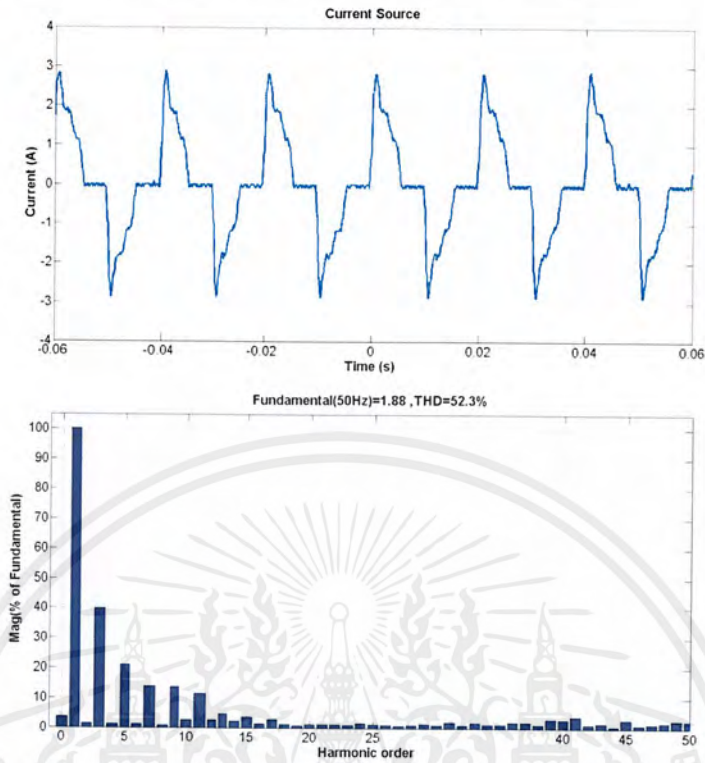 Current Source
4
3
2
1
0
-1
-2
-3
-4
Current (A)
-0.06 -0.04 -0.02 0 0.02 0.04 0.06
Time (s)
Fundamental(50Hz)=1.88 ,THD=52.3%
100
90
80
70
60
50
40
30
20
10
0
Mag(% of Fundamental)
0 5 10 15 20 25 40 45 50
Harmonic order